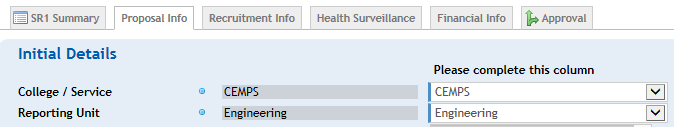 SR1 Summary Proposal Info Recruitment Info Health Surveillance Financial Info Approval
Initial Details
Please complete this column
College / Service CEMPS CEMPS
Reporting Unit Engineering Engineering